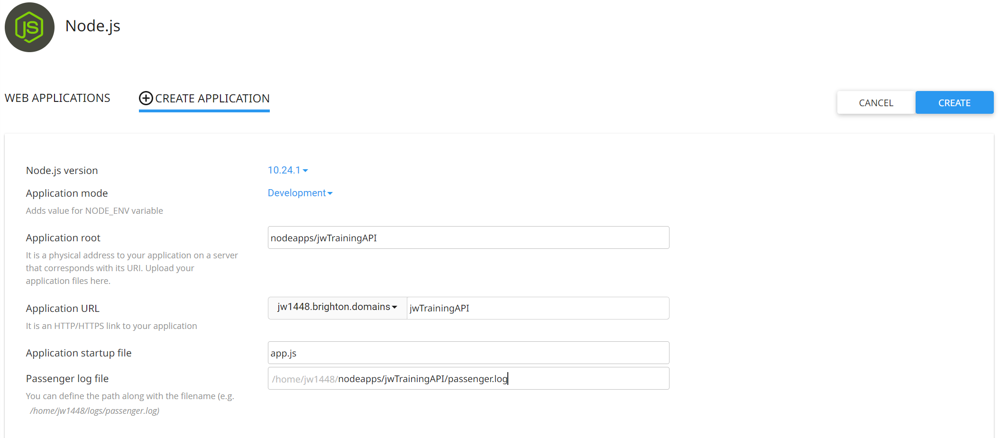 JS
Node.js
WEB APPLICATIONS
CREATE APPLICATION
CANCEL
CREATE
Node.js version
10.24.1
Application mode
Development
Adds value for NODE_ENV variable
Application root
nodeapps/jwTrainingAPI
It is a physical address to your application on a server
that corresponds with its URI. Upload your
application files here.
Application URL
jw1448.brighton.domains
jwTrainingAPI
It is an HTTP/HTTPS link to your application
Application startup file
app.js
Passenger log file
/home/jw1448/nodeapps/jwTrainingAPI/passenger.log
You can define the path along with the filename (e.g.
/home/jw1448/logs/passenger.log)